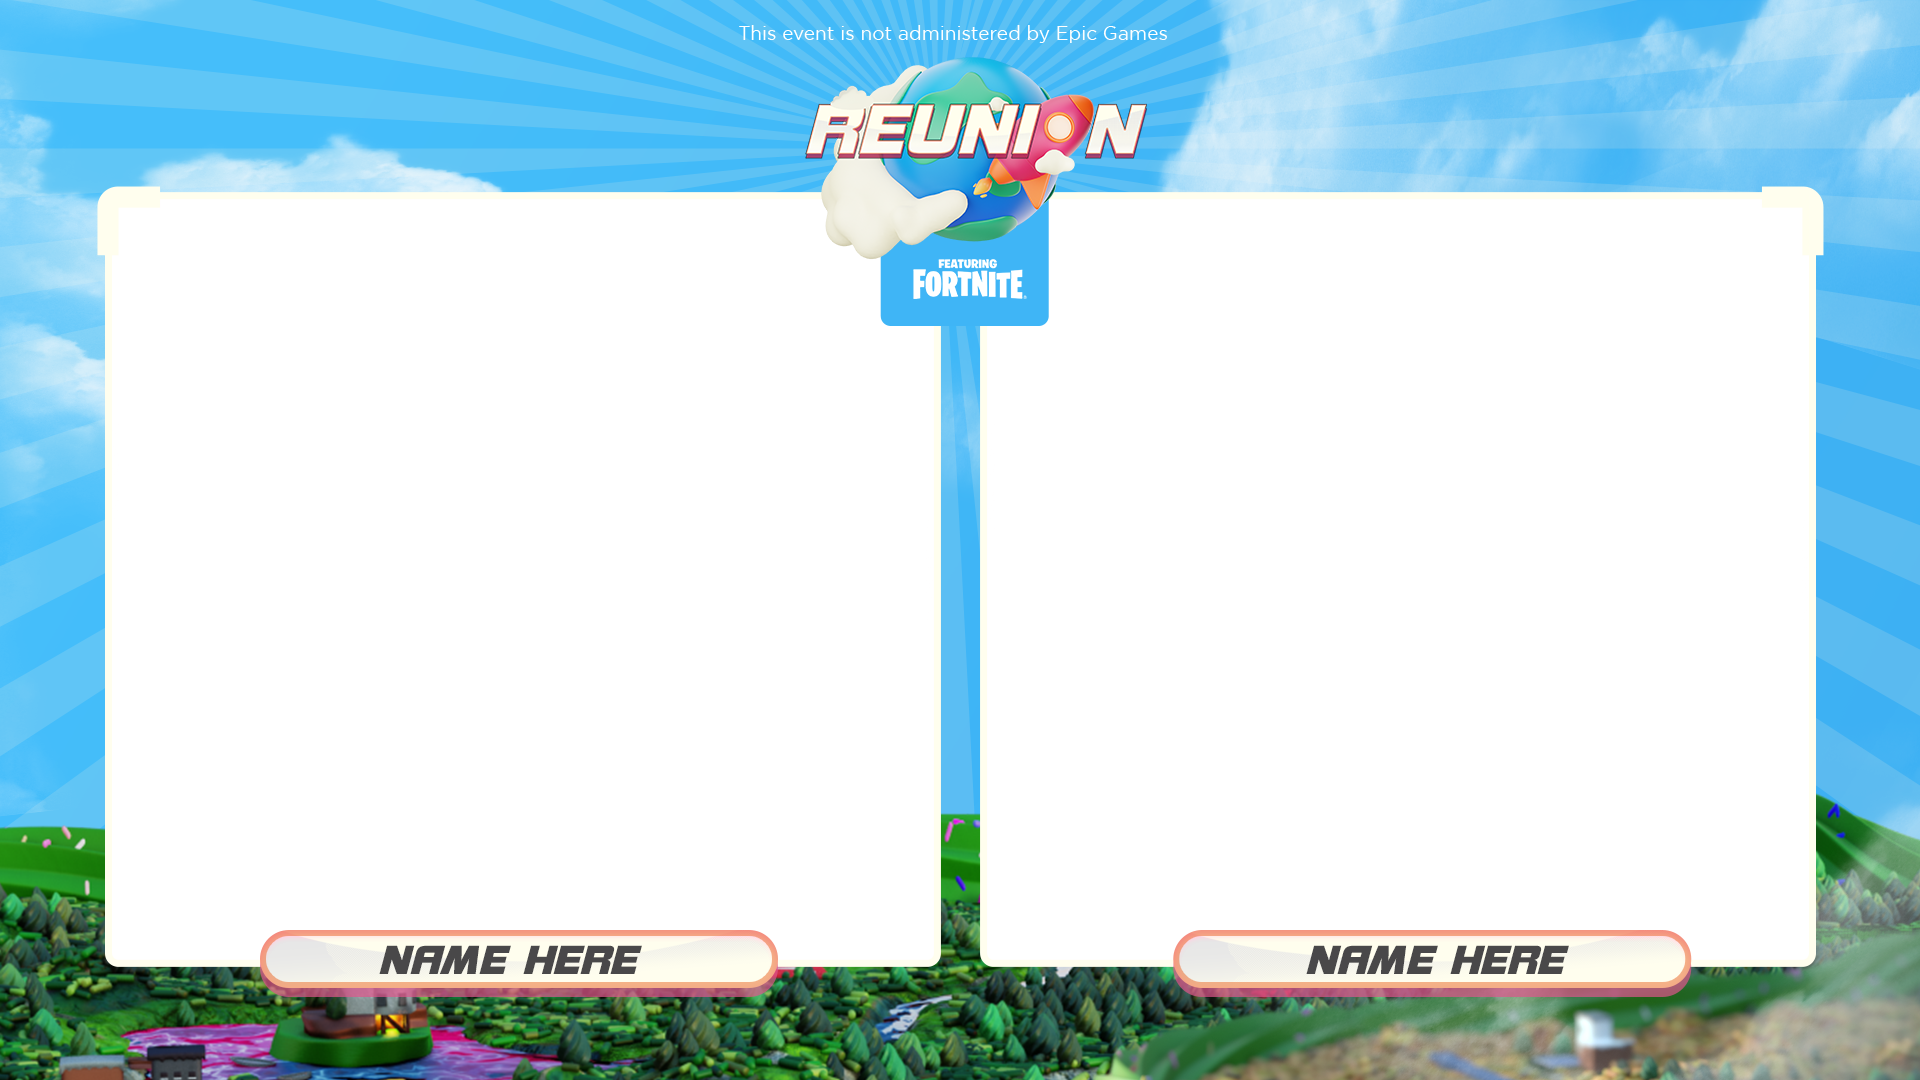 This event is not administered by Epic Games
REUNION
FEATURING
FORTNITE
NAME HERE
NAME HERE